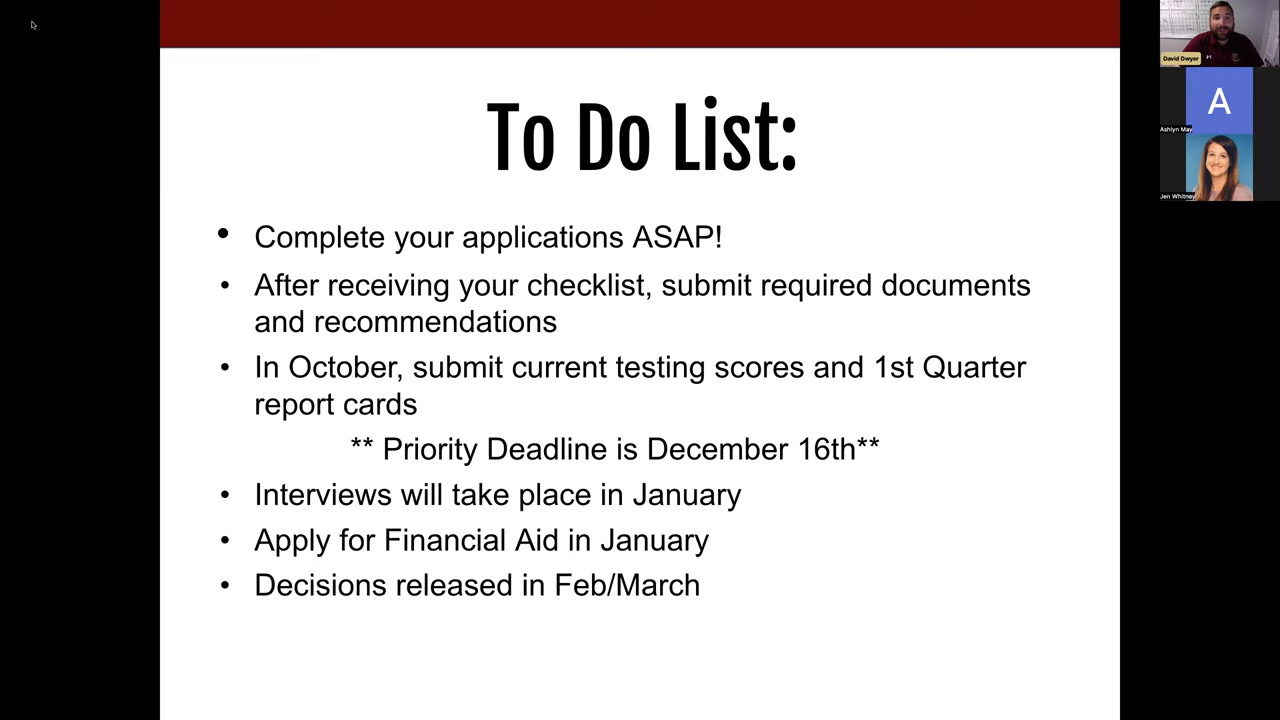 To Do List:
• Complete your applications ASAP!
• After receiving your checklist, submit required documents
and recommendations
• In October, submit current testing scores and 1st Quarter
report cards
** Priority Deadline is December 16th**
• Interviews will take place in January
• Apply for Financial Aid in January
• Decisions released in Feb/March
David Dwyer
A
Ashlyn May
Jen Whitney